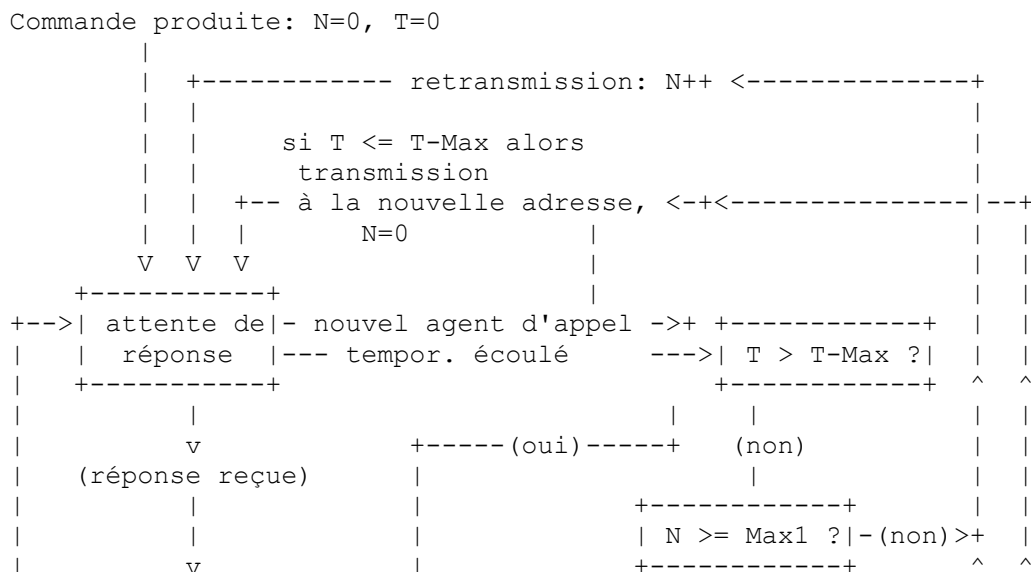 Commande produite: N=0, T=0
retransmission: N++
si T <= T-Max alors
transmission
à la nouvelle adresse,
N=0
attente de - nouvel agent d'appel ->+
réponse --- tempor. écoulé ---> T > T-Max ?
(oui) (non)
(réponse reçue)
N >= Max1 ? -(non)>+